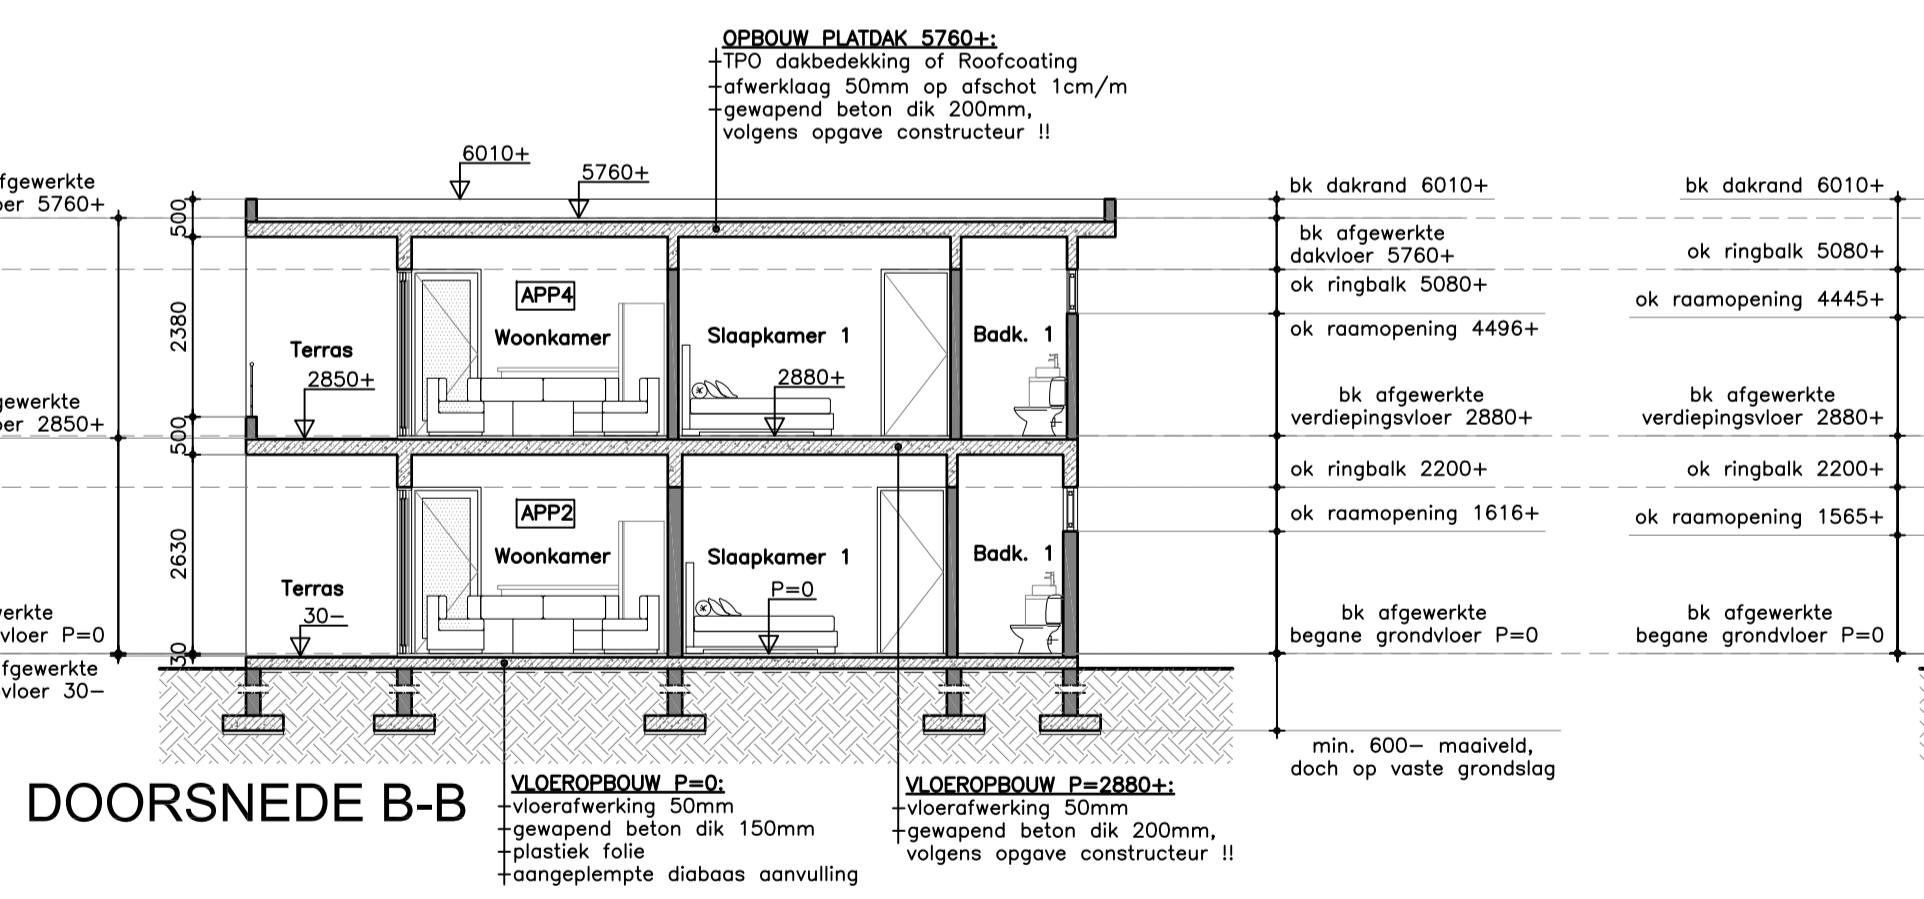 OPBOUW PLATDAK 5760+:
TPO dakbedekking of Roofcoating
afwerklaag 50mm op afschot 1cm/m
gewapend beton dik 200mm,
volgens opgave constructeur !!
6010+
5760+
fgewerkte
er 5760+
gewerkte
er 2850+
werkte
vloer P=0
fgewerkte
vloer 30-
500
2380
500
2630
30
APP4
Woonkamer
Slaapkamer 1
Badk. 1
Terras
2850+
2880+
APP2
Woonkamer
Slaapkamer 1
Badk. 1
Terras
30-
P=0
bk dakrand 6010+
bk afgewerkte
dakvloer 5760+
ok ringbalk 5080+
ok raamopening 4496+
bk afgewerkte
verdiepingsvloer 2880+
ok ringbalk 2200+
ok raamopening 1616+
bk afgewerkte
begane grondvloer P=0
min. 600- maaiveld,
doch op vaste grondslag
bk dakrand 6010+
ok ringbalk 5080+
ok raamopening 4445+
bk afgewerkte
verdiepingsvloer 2880+
ok ringbalk 2200+
ok raamopening 1565+
bk afgewerkte
begane grondvloer P=0
DOORSNEDE B-B
VLOEROPBOUW P=0:
vloerafwerking 50mm
gewapend beton dik 150mm
plastiek folie
aangeplempte diabaas aanvulling
VLOEROPBOUW P=2880+:
vloerafwerking 50mm
gewapend beton dik 200mm,
volgens opgave constructeur !!